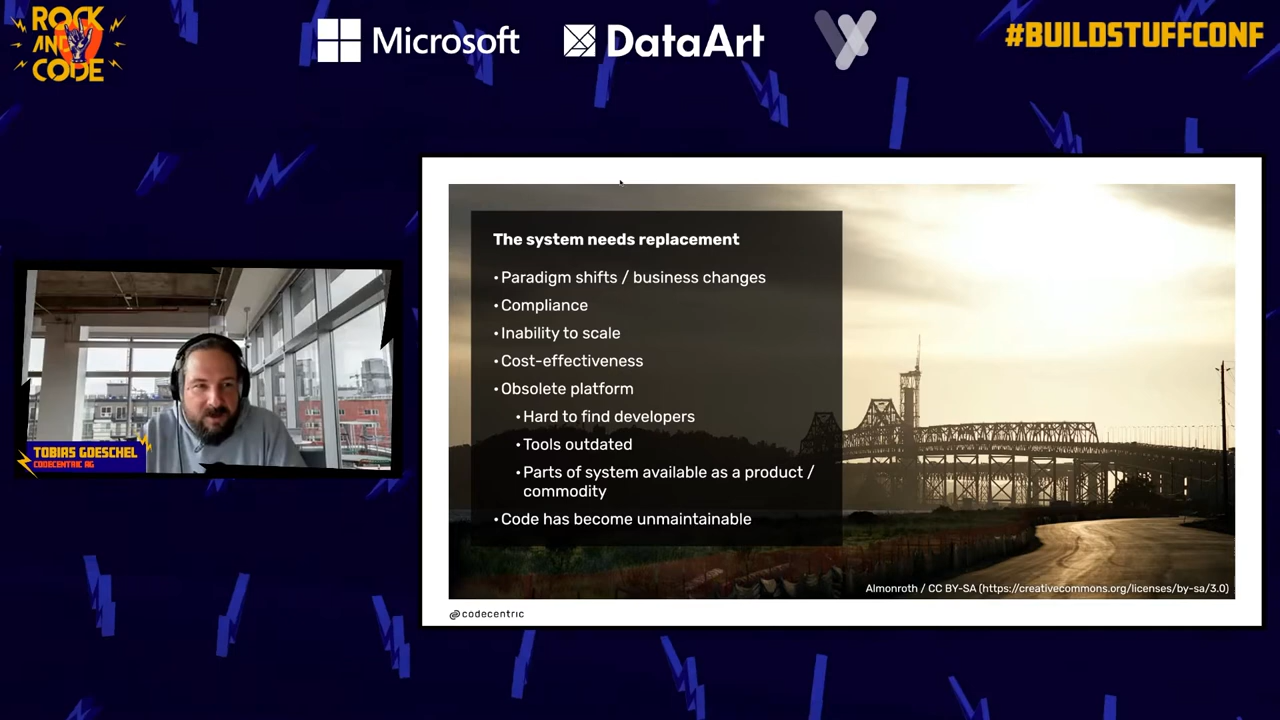 ROCK
AND
CODE
Microsoft
DataArt
#BUILDSTUFFCONF
The system needs replacement
•Paradigm shifts / business changes
•Compliance
•Inability to scale
•Cost-effectiveness
•Obsolete platform
•Hard to find developers
•Tools outdated
•Parts of system available as a product /
commodity
•Code has become unmaintainable
Almonroth / CC BY-SA (https://creativecommons.org/licenses/by-sa/3.0)
codecentric
TOBIAS GOESCHEL
CODECENTRIC AG